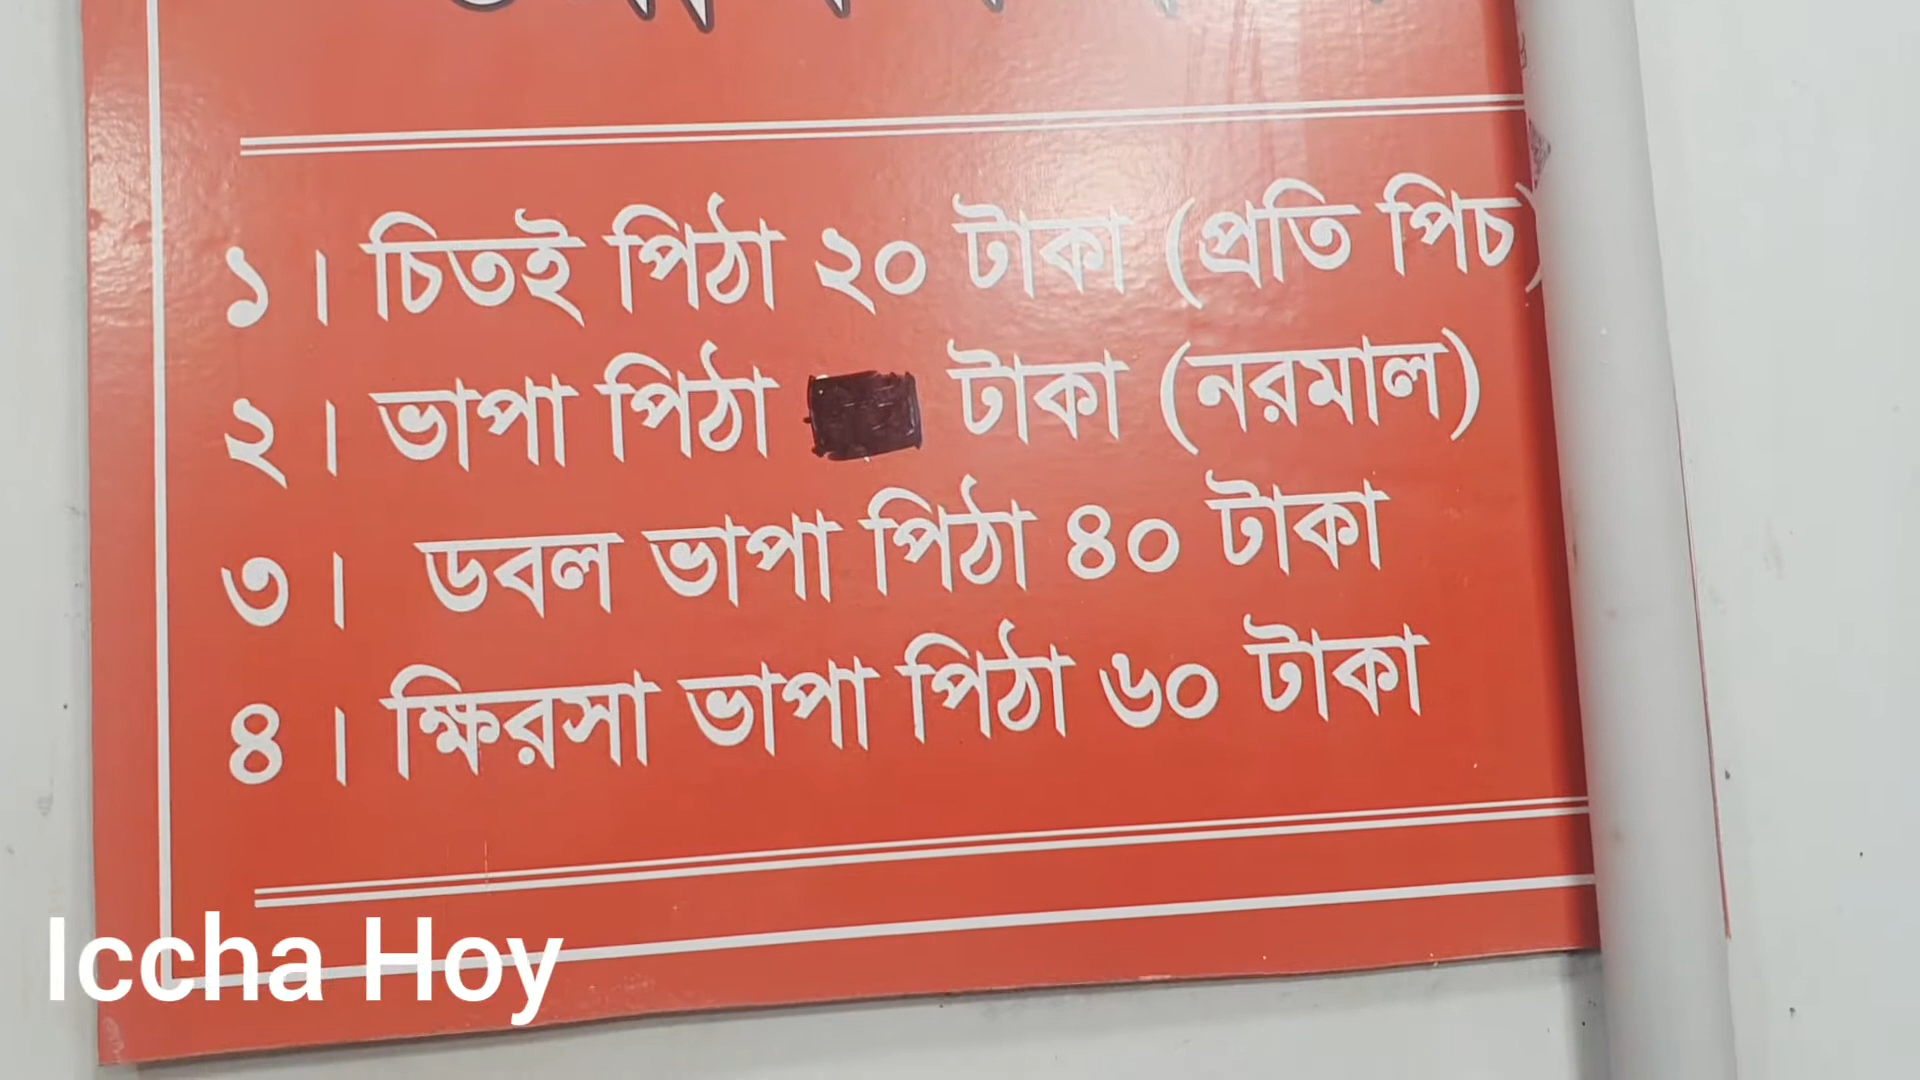 ১। চিতই পিঠা ২০ টাকা (প্রতি পিচ)
২। ভাপা পিঠা টাকা (নরমাল)
৩। ডবল ভাপা পিঠা ৪০ টাকা
৪। ক্ষিরসা ভাপা পিঠা ৬০ টাকা
Iccha Hoy